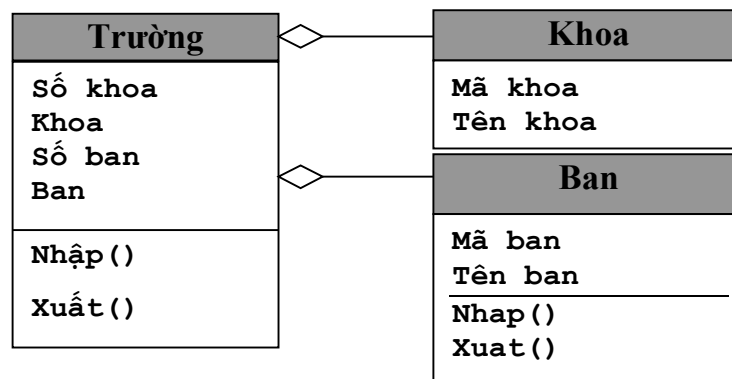 Trường
Số khoa
Khoa
Số ban
Ban
Nhập()
Xuất()
Khoa
Mã khoa
Tên khoa
Ban
Mã ban
Tên ban
Nhap()
Xuat()